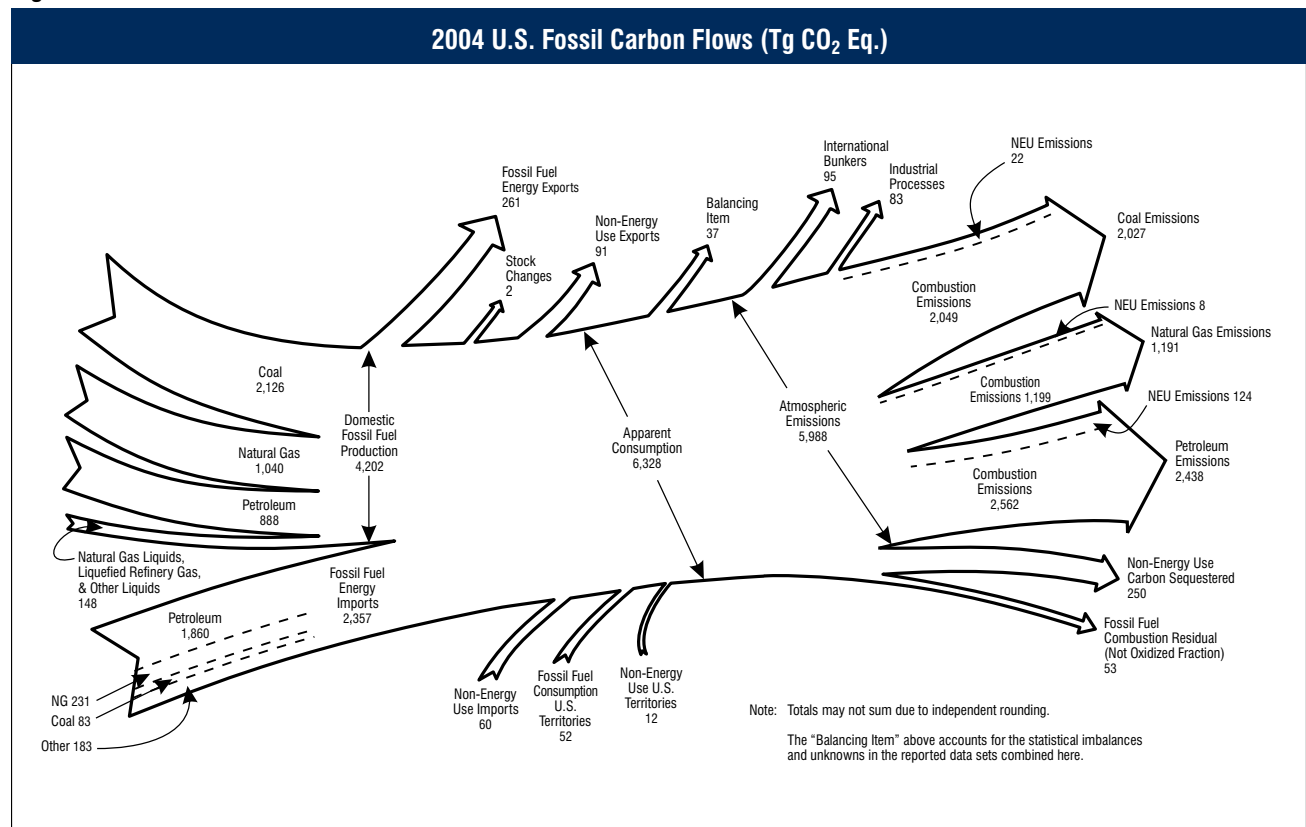 2004 U.S. Fossil Carbon Flows (Tg CO₂ Eq.)
Fossil Fuel
Energy Exports
261
Stock
Changes
2
Non-Energy
Use Exports
91
Balancing
Item
37
International
Bunkers
95
Industrial
Processes
83
NEU Emissions
22
Coal Emissions
2,027
Combustion
Emissions
2,049
NEU Emissions 8
Natural Gas Emissions
1,191
Combustion
Emissions 1,199
NEU Emissions 124
Petroleum
Emissions
2,438
Combustion
Emissions
2,562
Coal
2,126
Natural Gas
1,040
Petroleum
888
Natural Gas Liquids,
Liquefied Refinery Gas,
& Other Liquids
148
Domestic
Fossil Fuel
Production
4,202
Apparent
Consumption
6,328
Atmospheric
Emissions
5,988
Fossil Fuel
Energy
Imports
2,357
Petroleum
1,860
NG 231
Coal 83
Other 183
Non-Energy
Use Imports
60
Fossil Fuel
Consumption
U.S.
Territories
52
Non-Energy
Use U.S.
Territories
12
Non-Energy Use
Carbon Sequestered
250
Fossil Fuel
Combustion Residual
(Not Oxidized Fraction)
53
Note: Totals may not sum due to independent rounding.
The "Balancing Item" above accounts for the statistical imbalances
and unknowns in the reported data sets combined here.